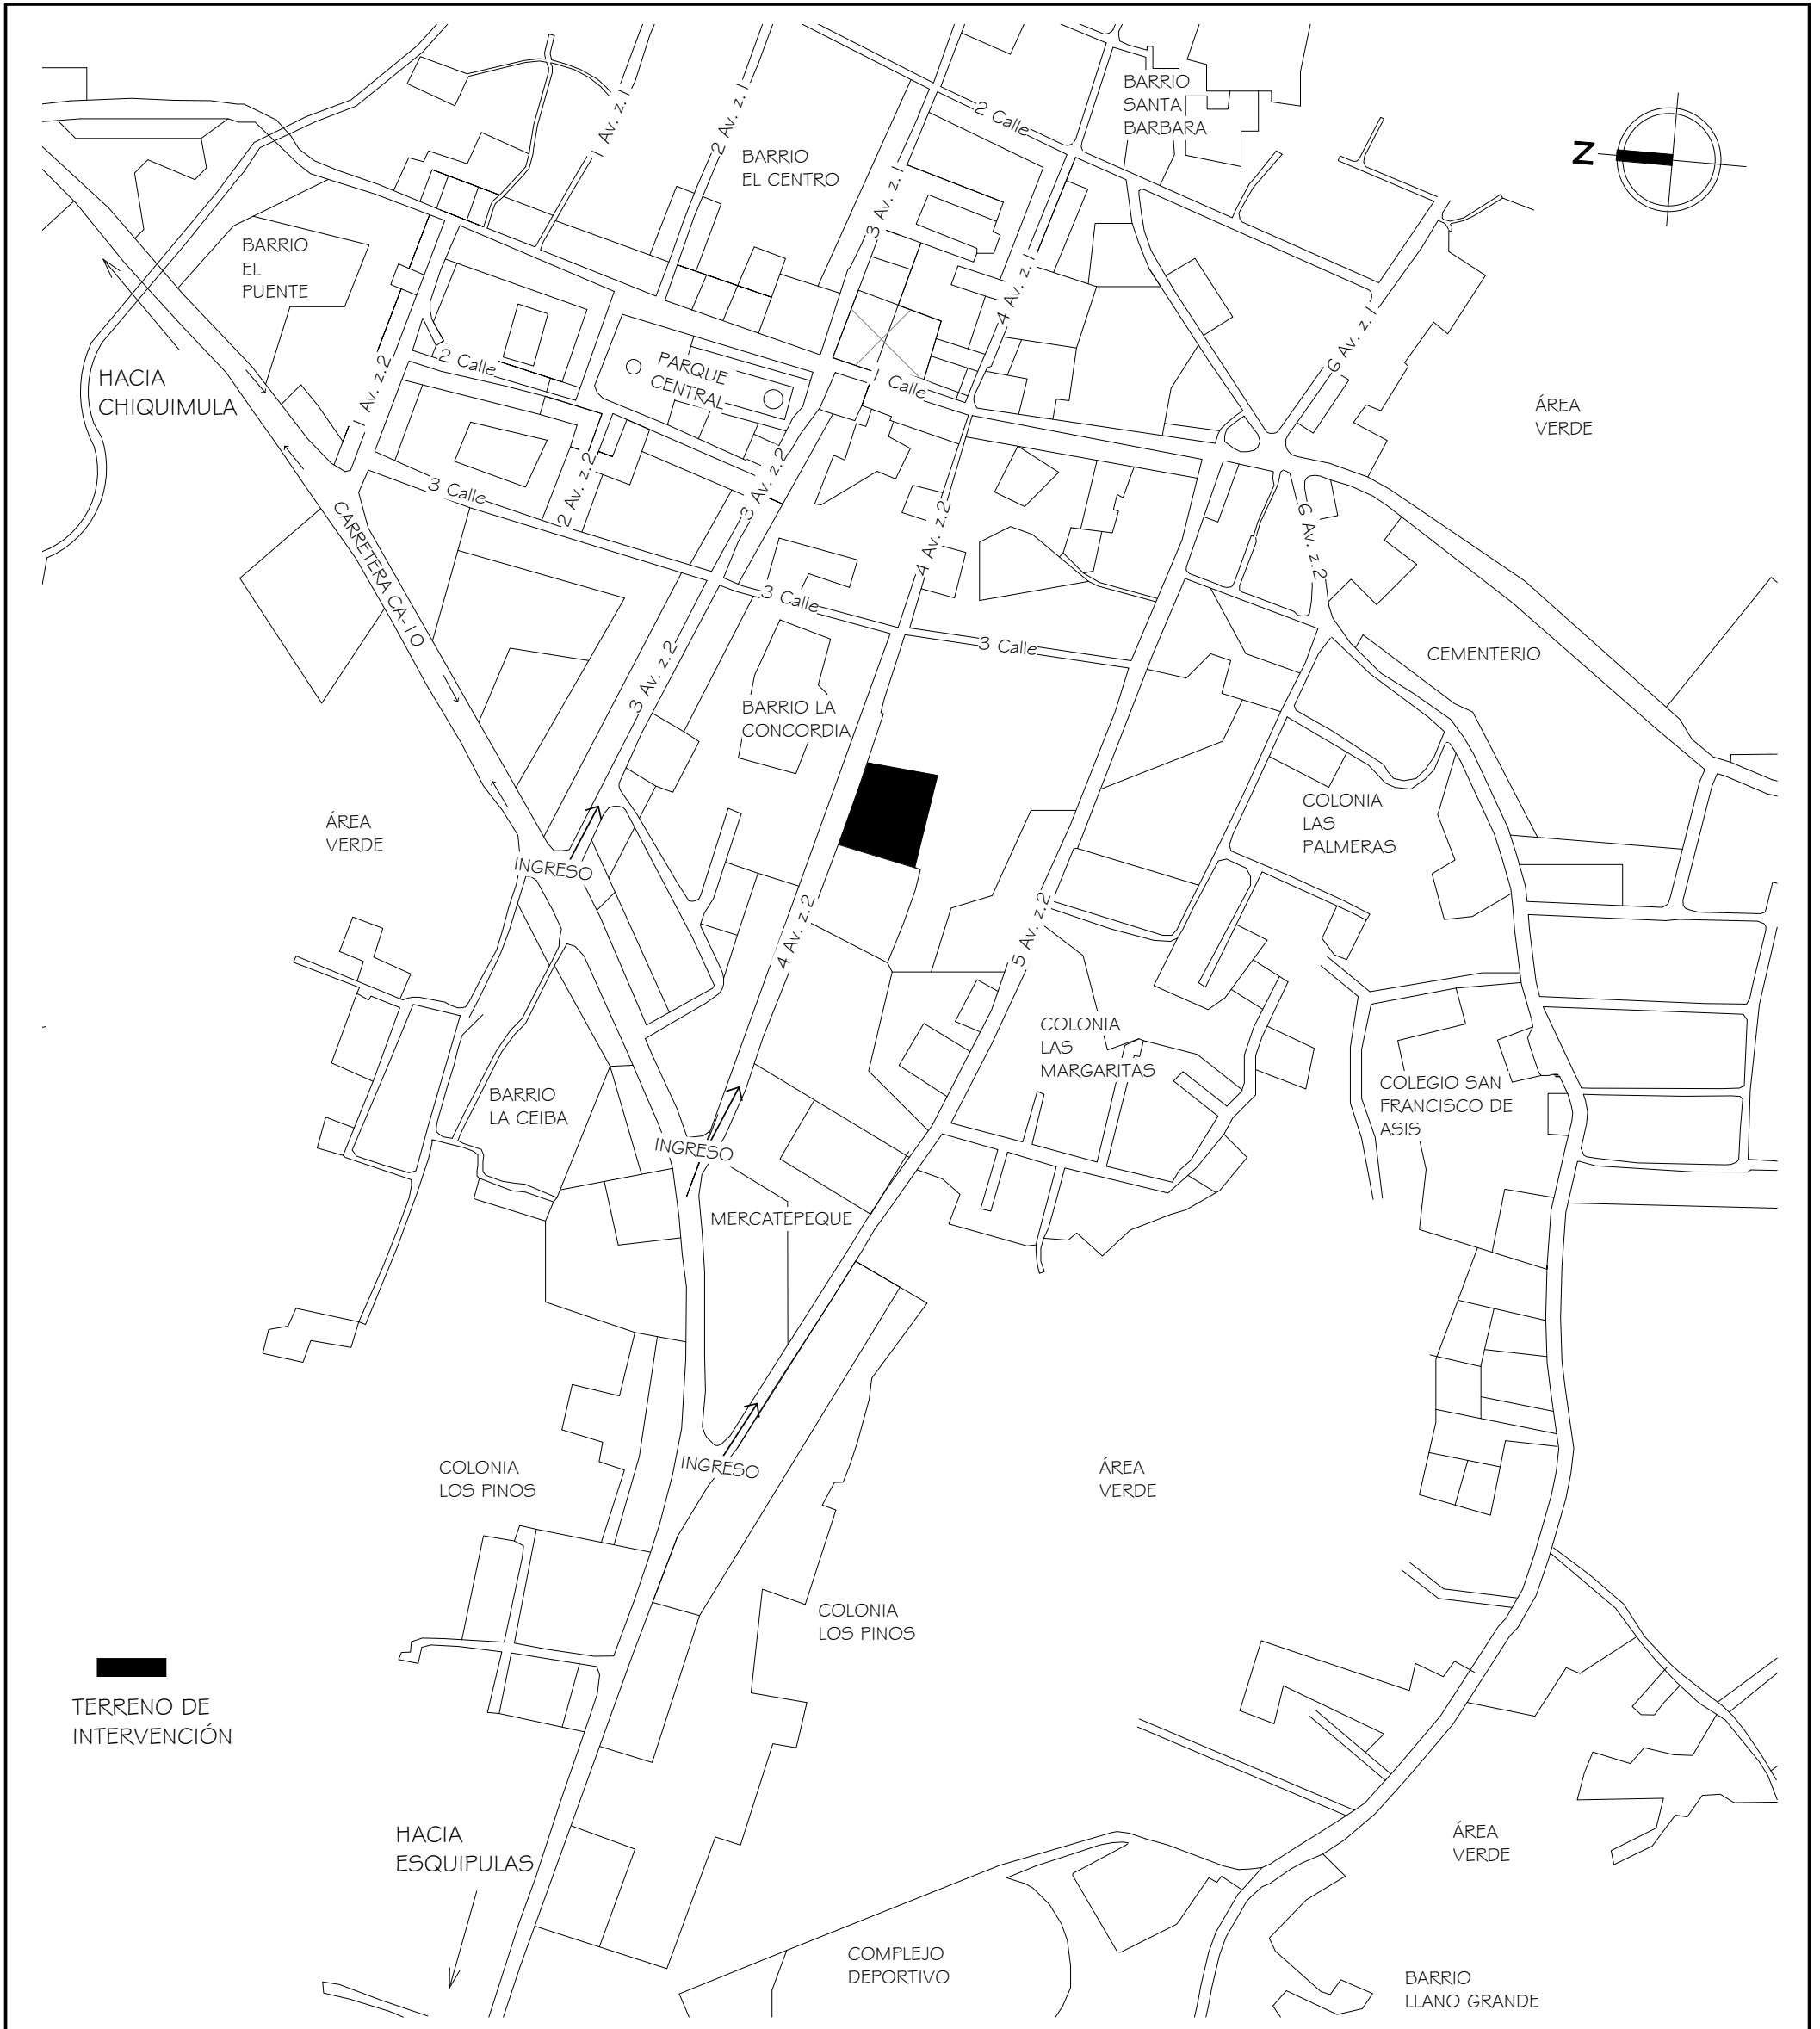 BARRIO
SANTA
BARBARA
1 Av. z.1
2 Av. z.1
2 Calle
BARRIO
EL CENTRO
N
3 Av. z.1
BARRIO
EL
PUENTE
4 Av. z.1
6 Av. z.1
HACIA
CHIQUIMULA
1 Av. z.2
2 Calle
PARQUE
CENTRAL
1 Calle
ÁREA
VERDE
3 Calle
2 Av. z.2
3 Av. z.2
4 Av. z.2
6 Av. z.2
CARRETERA CA-10
3 Calle
3 Calle
CEMENTERIO
3 Av. z.2
BARRIO LA
CONCORDIA
COLONIA
LAS
PALMERAS
ÁREA
VERDE
INGRESO
4 Av. z.2
5 Av. z.2
COLONIA
LAS
MARGARITAS
BARRIO
LA CEIBA
COLEGIO SAN
FRANCISCO DE
ASIS
INGRESO
MERCATEPEQUE
COLONIA
LOS PINOS
INGRESO
ÁREA
VERDE
COLONIA
LOS PINOS
TERRENO DE
INTERVENCIÓN
HACIA
ESQUIPULAS
ÁREA
VERDE
COMPLEJO
DEPORTIVO
BARRIO
LLANO GRANDE